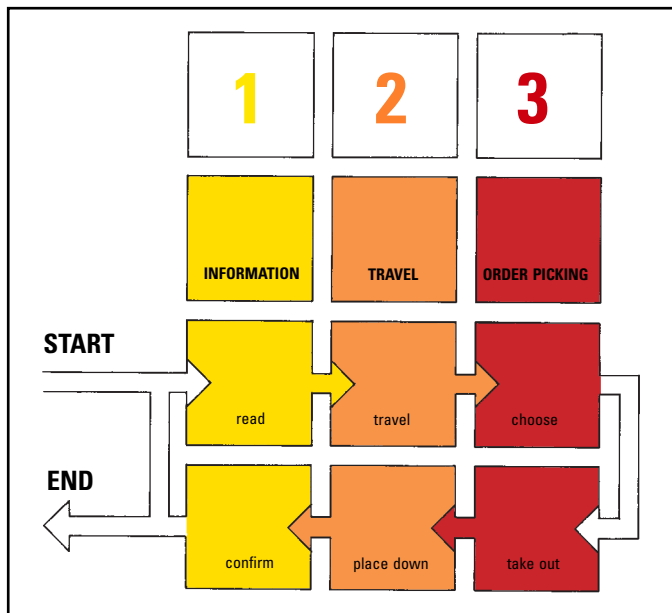 1 2 3
INFORMATION TRAVEL ORDER PICKING
START
read travel choose
END
confirm place down take out